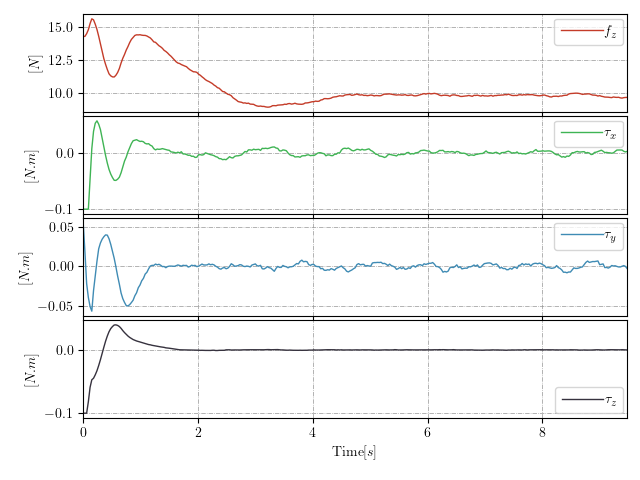 15.0
12.5
10.0
[N]
f_z
0.0
−0.1
[N.m]
τ_x
0.05
0.00
−0.05
[N.m]
τ_y
0.0
−0.1
[N.m]
τ_z
0 2 4 6 8
Time[s]